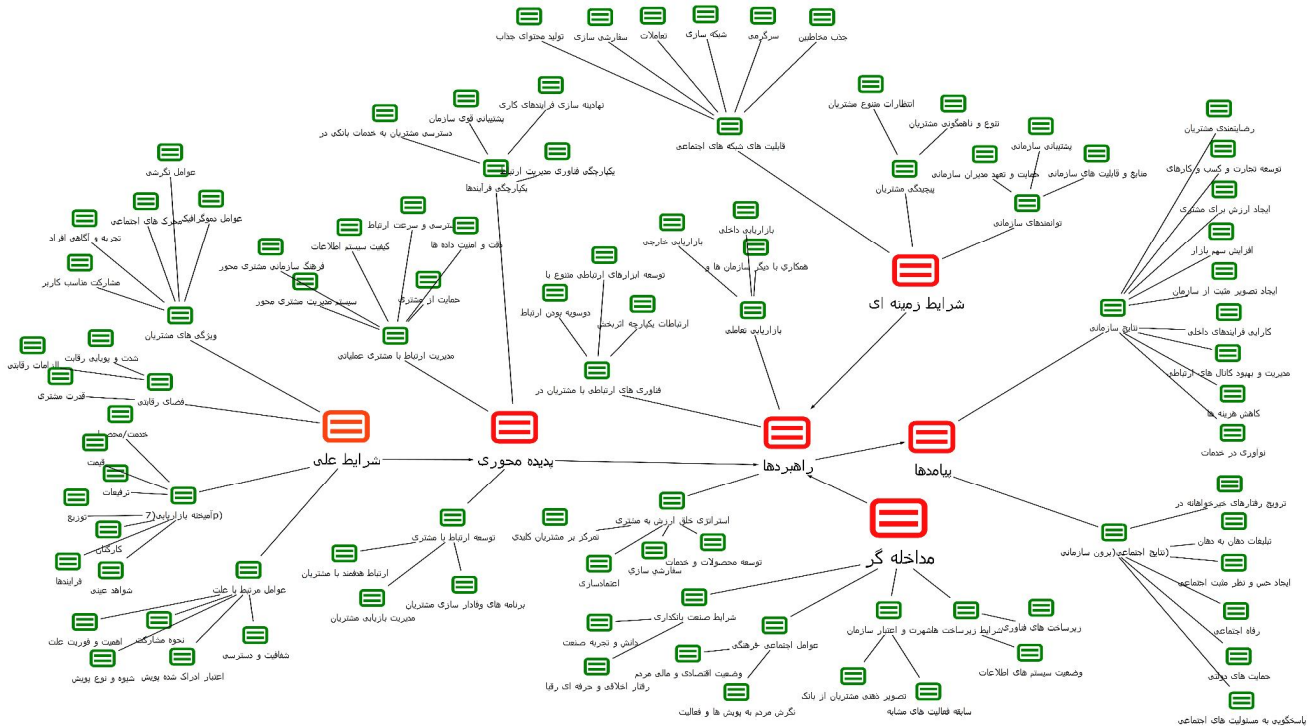 تولید محتوای جذاب
سفارشی سازی
تعاملات
شبکه سازی
سرگرمی
جذب مخاطبین
قابلیت های شبکه های اجتماعی
انتظارات متنوع مشتریان
تنوع و ناهمگونی مشتریان
پیچیدگی مشتریان
پشتیبانی سازمانی
حمایت و تعهد مدیران سازمانی
منابع و قابلیت های سازمانی
توانمندهای سازمانی
شرایط زمینه ای
نهادینه سازی فرایندهای کاری
پشتیبانی قوی سازمان
دسترسی مشتریان به خدمات بانکی در
یکپارچگی فناوری مدیریت ارتباط
یکپارچگی فرآیندها
عوامل نگرشی
عوامل دموگرافیک
محرک های اجتماعی
تجربه و آگاهی افراد
مشارکت مناسب کاربر
ویژگی های مشتریان
دسترسی و سرعت ارتباط
دقت و امنیت داده ها
کیفیت سیستم اطلاعات
فرهنگ سازمانی مشتری محور
سیستم مدیریت مشتری محور
حمایت از مشتری
مدیریت ارتباط با مشتری عملیاتی
بازاریابی داخلی
بازاریابی خارجی
همکاری با دیگر سازمان ها و
بازاریابی تعاملی
توسعه ابزارهای ارتباطی متنوع با
دوسویه بودن ارتباط
ارتباطات یکپارچه اثربخش
فناوری های ارتباطی با مشتریان در
رضایتمندی مشتریان
توسعه تجارت و کسب و کارهای
ایجاد ارزش برای مشتری
افزایش سهم بازار
ایجاد تصویر مثبت از سازمان
کارایی فرایندهای داخلی
نتایج سازمانی
مدیریت و بهبود کانال های ارتباطی
کاهش هزینه ها
نوآوری در خدمات
شدت و پویایی رقابت
الزامات رقابتی
قدرت مشتری
فضای رقابتی
شرایط علی
پدیده محوری
راهبردها
پیامدها
خدمت/محصول
قیمت
ترفیعات
توزیع
(pآمیخته بازاریابی(7
کارکنان
فرایندها
شواهد عینی
عوامل مرتبط با علت
اهمیت و فوریت علت
نحوه مشارکت
شفافیت و دسترسی
شیوه و نوع پویش
اعتبار ادراک شده پویش
توسعه ارتباط با مشتری
ارتباط هدفمند با مشتریان
برنامه های وفادار سازی مشتریان
مدیریت بازیابی مشتریان
استراتژی خلق ارزش به مشتری
تمرکز بر مشتریان کلیدی
توسعه محصولات و خدمات
سفارشی سازی
اعتمادسازی
مداخله گر
شرایط صنعت بانکداری
دانش و تجربه صنعت
رفتار اخلاقی و حرفه ای رقبا
عوامل اجتماعی-فرهنگی
وضعیت اقتصادی و مالی مردم
نگرش مردم به پویش ها و فعالیت
شهرت و اعتبار سازمان
تصویر ذهنی مشتریان از بانک
سابقه فعالیت های مشابه
شرایط زیرساخت ها
زیرساخت های فناوری
وضعیت سیستم های اطلاعات
ترویج رفتارهای خیرخواهانه در
تبلیغات دهان به دهان
(نتایج اجتماعی(برون سازمانی
ایجاد حس و نظر مثبت اجتماعی
رفاه اجتماعی
حمایت های دولتی
پاسخگویی به مسئولیت های اجتماعی